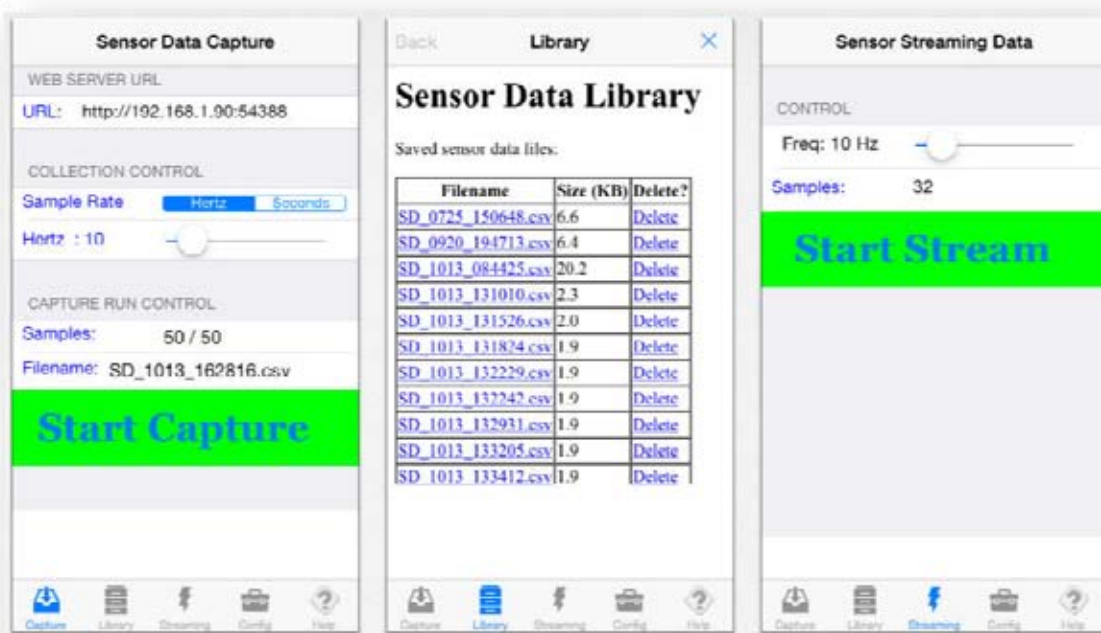 Sensor Data Capture
WEB SERVER URL
URL: http://192.168.1.90:54388
COLLECTION CONTROL
Sample Rate Hertz Seconds
Hertz : 10
CAPTURE RUN CONTROL
Samples: 50 / 50
Filename: SD_1013_162816.csv
Start Capture
Capture Library Streaming Config Help
Back Library
Sensor Data Library
Saved sensor data files:
Filename Size (KB) Delete?
SD_0725_150648.csv 6.6 Delete
SD_0920_194713.csv 6.4 Delete
SD_1013_084425.csv 20.2 Delete
SD_1013_131010.csv 2.3 Delete
SD_1013_131526.csv 2.0 Delete
SD_1013_131824.csv 1.9 Delete
SD_1013_132229.csv 1.9 Delete
SD_1013_132242.csv 1.9 Delete
SD_1013_132931.csv 1.9 Delete
SD_1013_133205.csv 1.9 Delete
SD_1013_133412.csv 1.9 Delete
Capture Library Streaming Config Help
Sensor Streaming Data
CONTROL
Freq: 10 Hz
Samples: 32
Start Stream
Capture Library Streaming Config Help